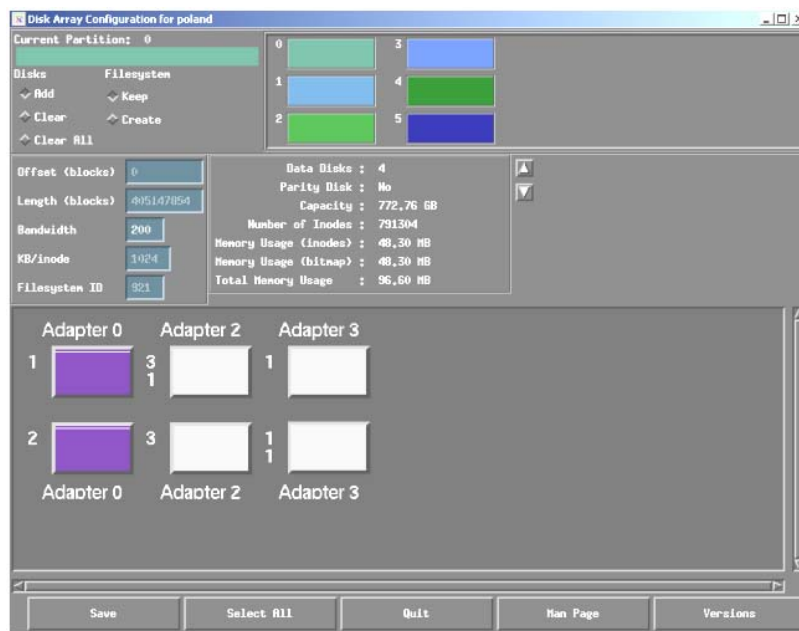 Disk Array Configuration for poland
Current Partition: 0
Disks Filesystem
Add Keep
Clear Create
Clear All
0 3
1 4
2 5
Offset (blocks) 0
Length (blocks) 405147854
Bandwidth 200
KB/inode 1024
Filesystem ID 921
Data Disks : 4
Parity Disk : No
Capacity : 772.76 GB
Number of Inodes : 791304
Memory Usage (inodes) : 48.30 MB
Memory Usage (bitmap) : 48.30 MB
Total Memory Usage : 96.60 MB
Adapter 0 Adapter 2 Adapter 3
1 3 1
1
2 3 1
1
Adapter 0 Adapter 2 Adapter 3
Save Select All Quit Man Page Versions